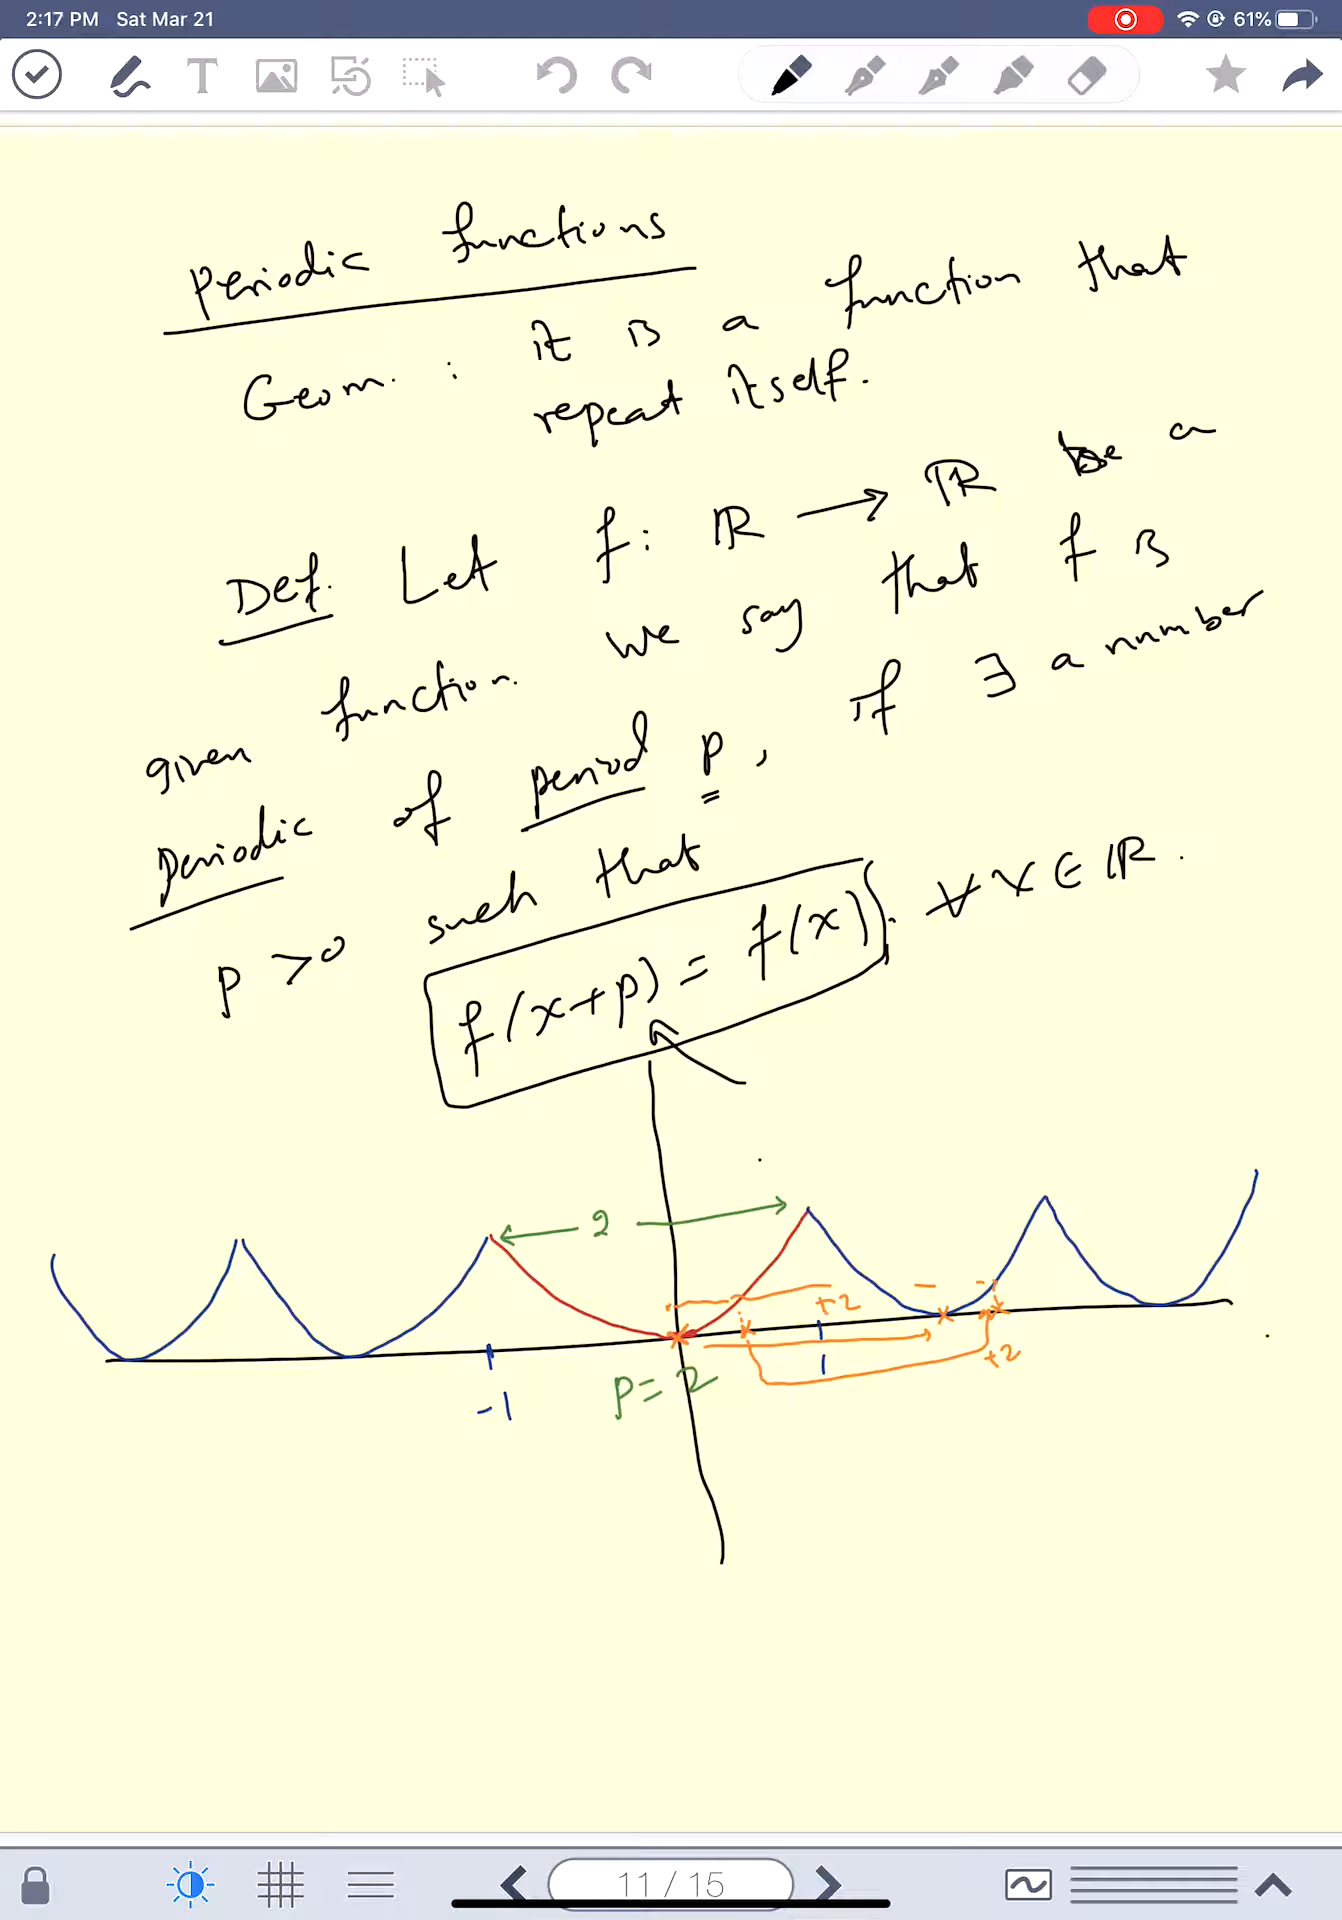 2:17 PM Sat Mar 21 61%
T
Periodic functions
Geom. : it is a function that
repeat itself.
Def. Let f: ℝ → ℝ be a
given function. We say that f is
periodic of period p, if ∃ a number
p >0 such that
f(x+p) = f(x). ∀ x ∈ ℝ.
2
+2
-1 p=2 1 +2
11 / 15